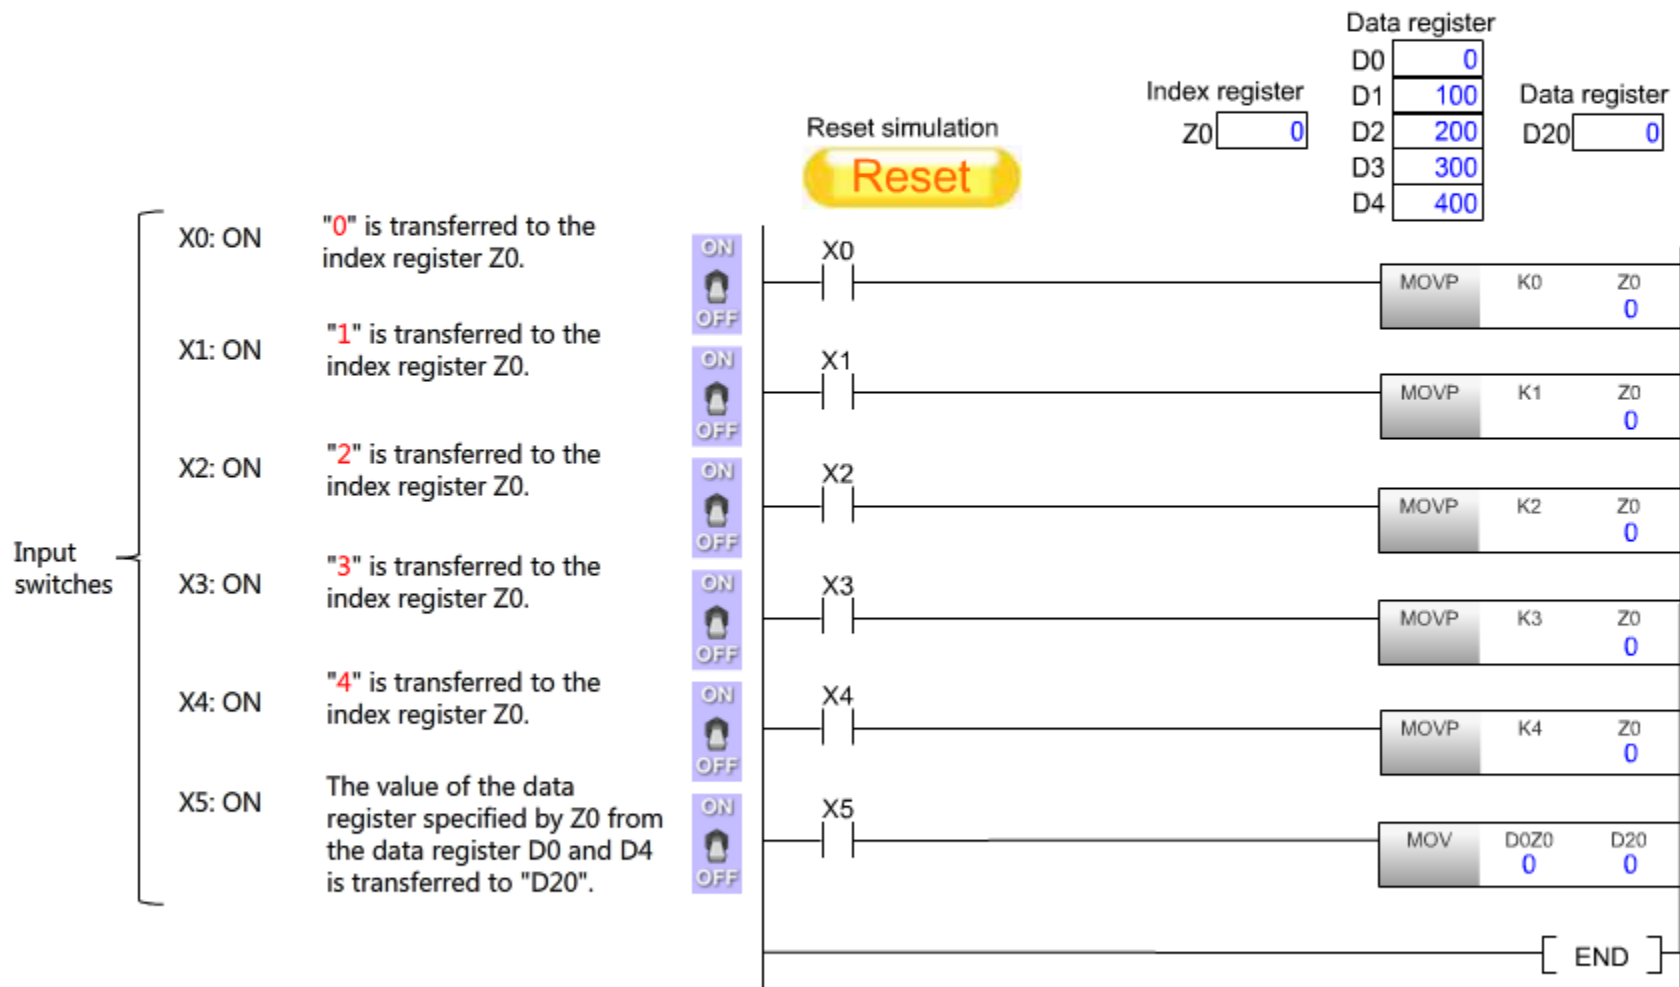 Data register
D0 0
Index register
D1 100
Data register
Reset simulation
Z0 0
D2 200
D20 0
Reset
D3 300
D4 400
X0: ON
"0" is transferred to the
index register Z0.
ON
OFF
X0
MOVP K0 Z0
0
X1: ON
"1" is transferred to the
index register Z0.
ON
OFF
X1
MOVP K1 Z0
0
X2: ON
"2" is transferred to the
index register Z0.
ON
OFF
X2
MOVP K2 Z0
0
Input
switches
X3: ON
"3" is transferred to the
index register Z0.
ON
OFF
X3
MOVP K3 Z0
0
X4: ON
"4" is transferred to the
index register Z0.
ON
OFF
X4
MOVP K4 Z0
0
X5: ON
The value of the data
register specified by Z0 from
the data register D0 and D4
is transferred to "D20".
ON
OFF
X5
MOV D0Z0 D20
0 0
END